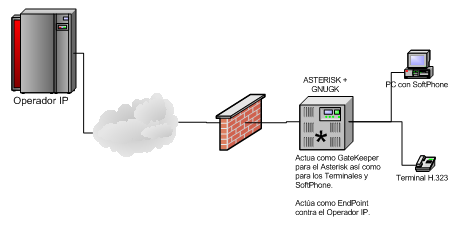 ASTERISK +
GNUGK
PC con SoftPhone
Operador IP
Actua como GateKeeper
para el Asterisk así como
para los Terminales y
SoftPhone.
Terminal H.323
Actúa como EndPoint
contra el Operador IP.